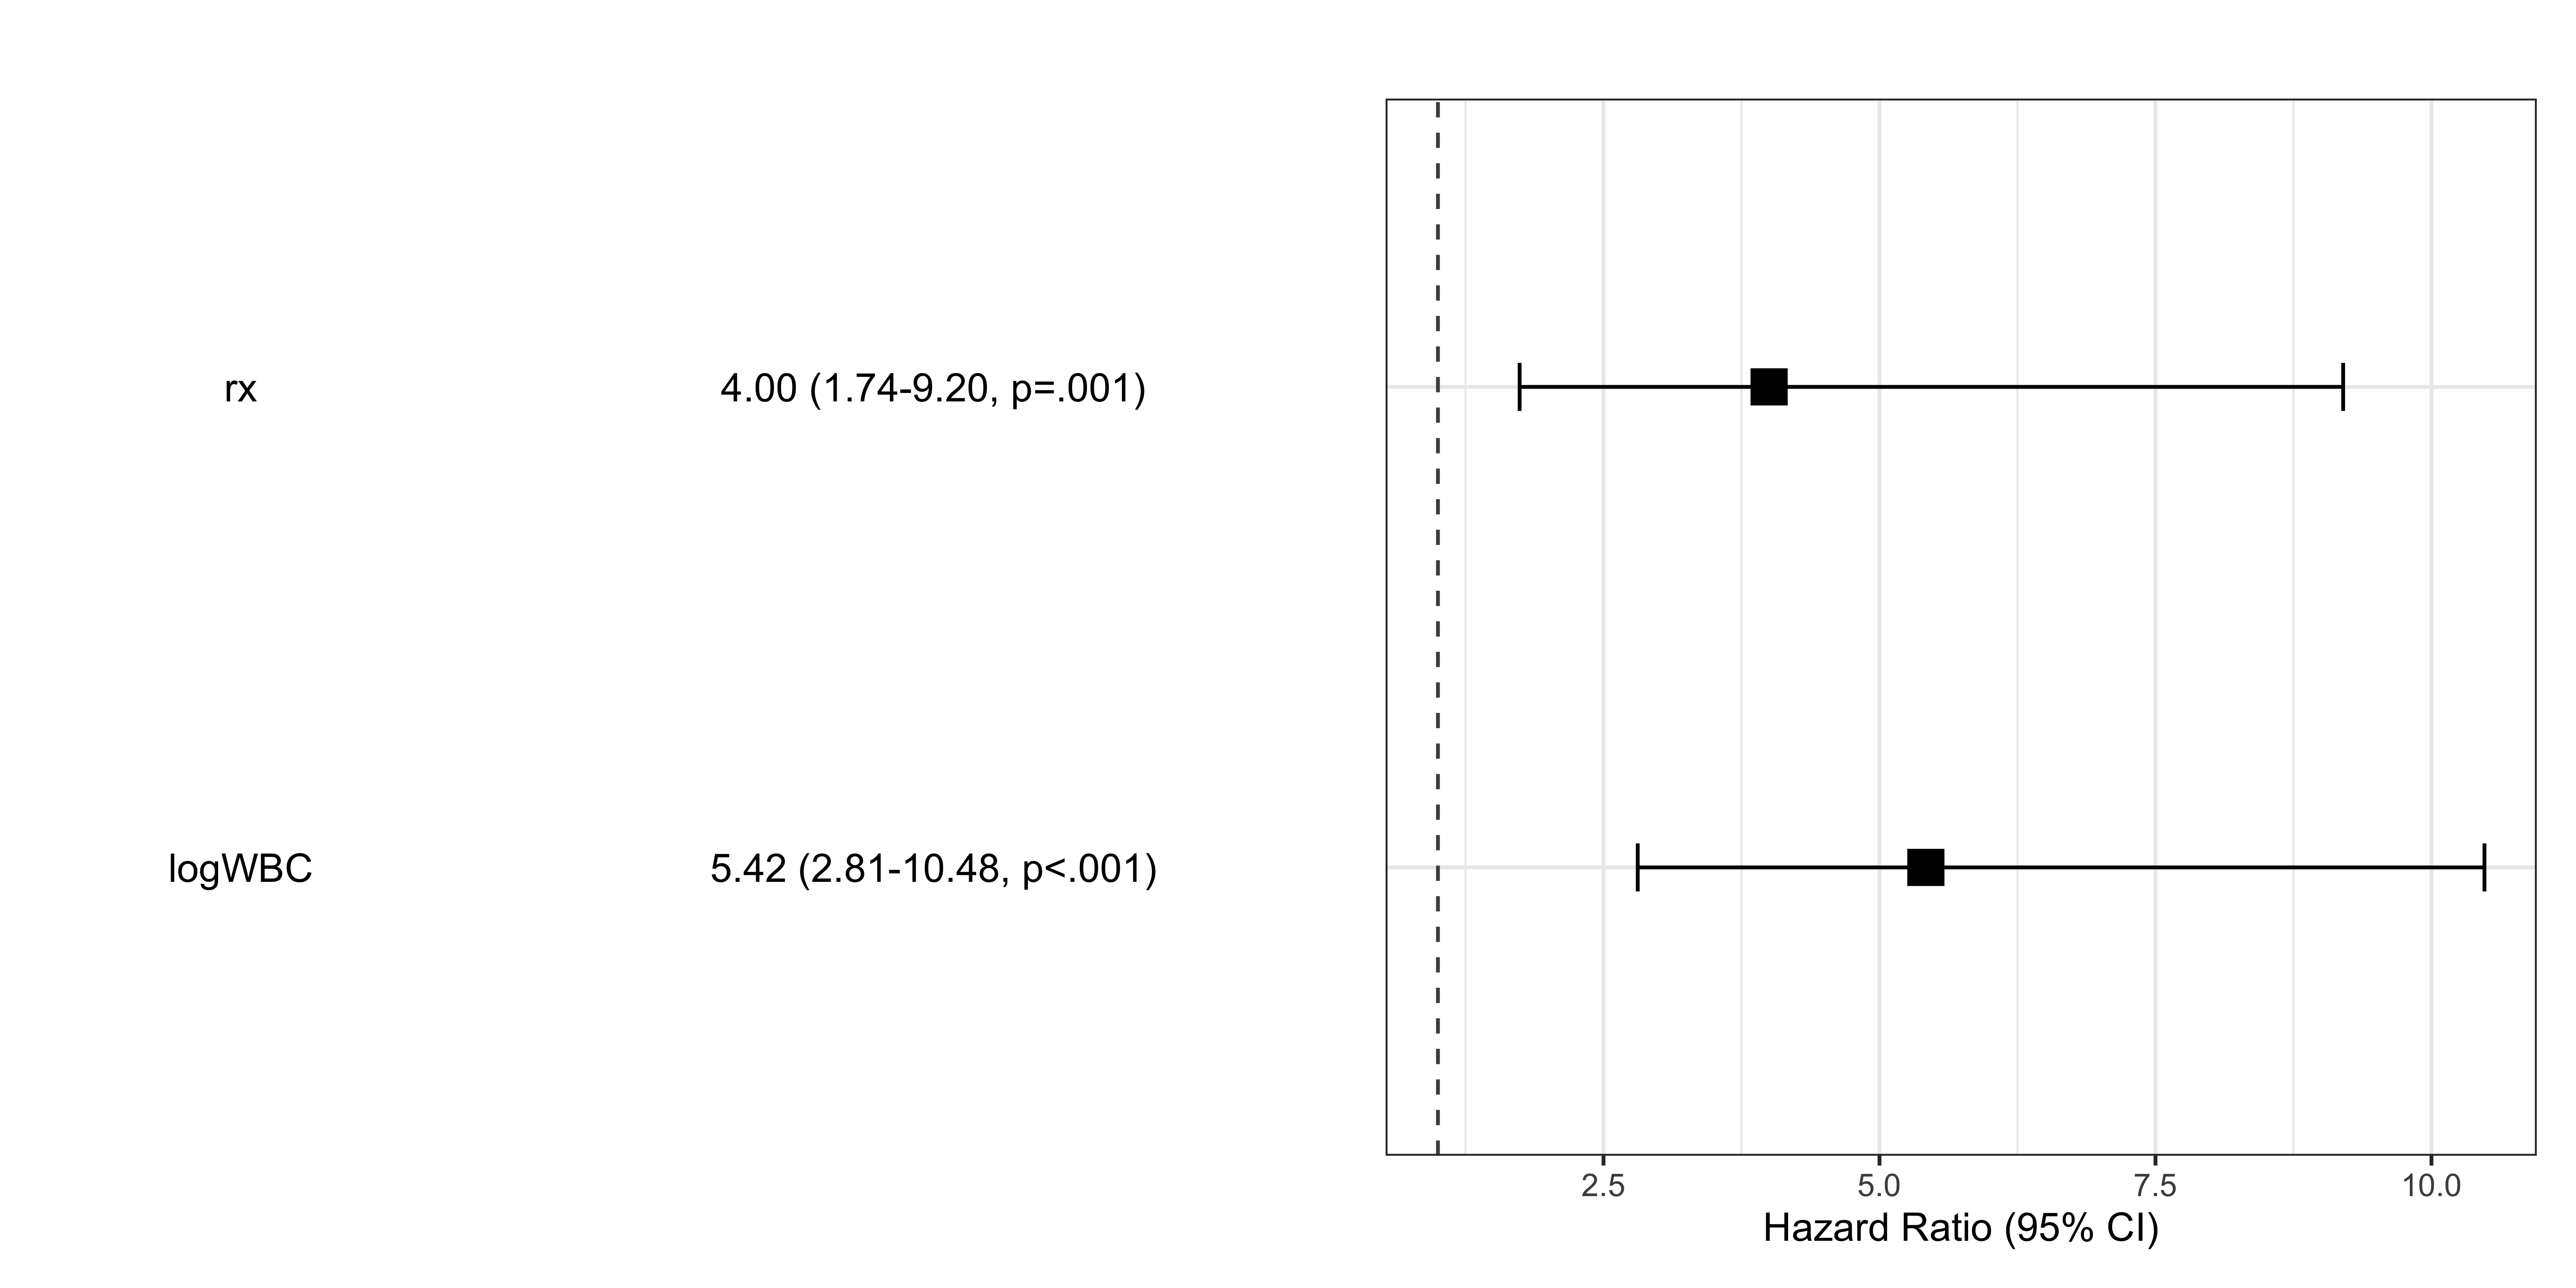 rx 4.00 (1.74-9.20, p=.001)
logWBC 5.42 (2.81-10.48, p<.001)
2.5 5.0 7.5 10.0
Hazard Ratio (95% CI)